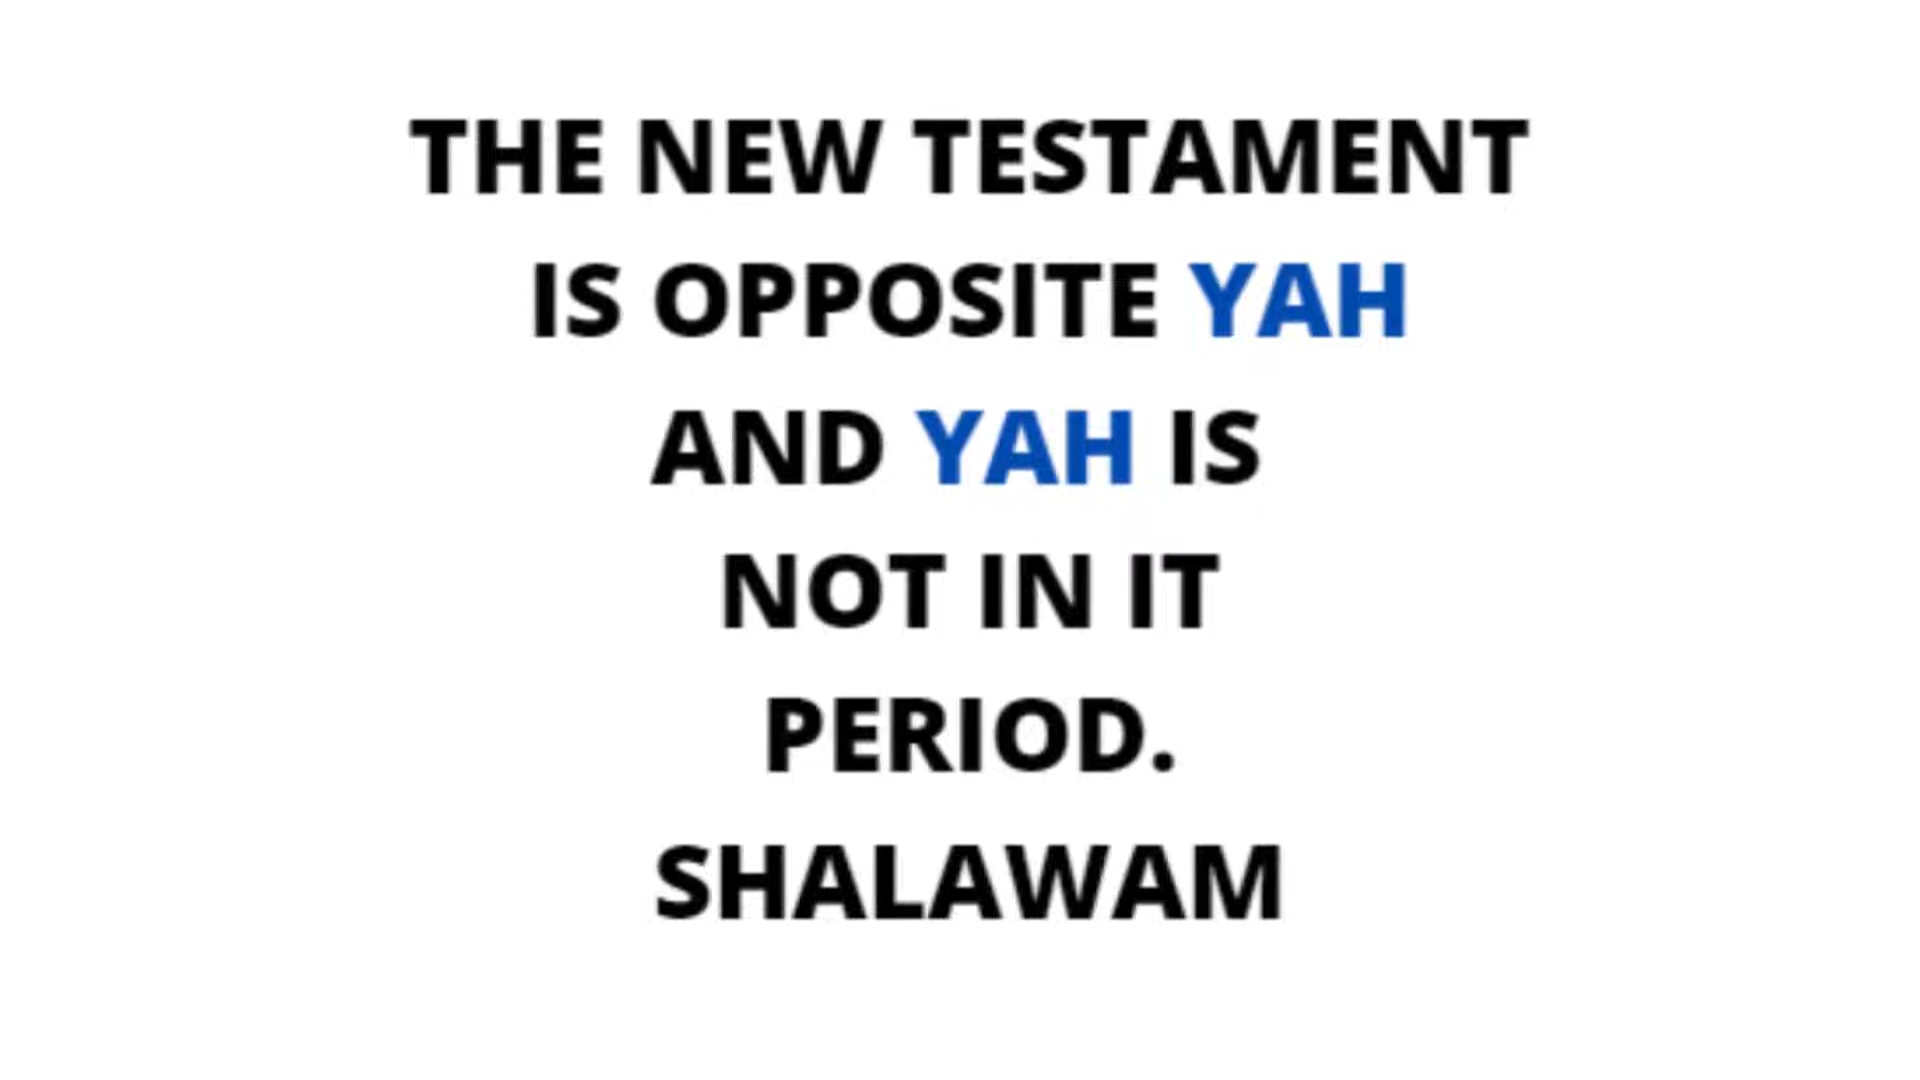 THE NEW TESTAMENT
IS OPPOSITE YAH
AND YAH IS
NOT IN IT
PERIOD.
SHALAWAM